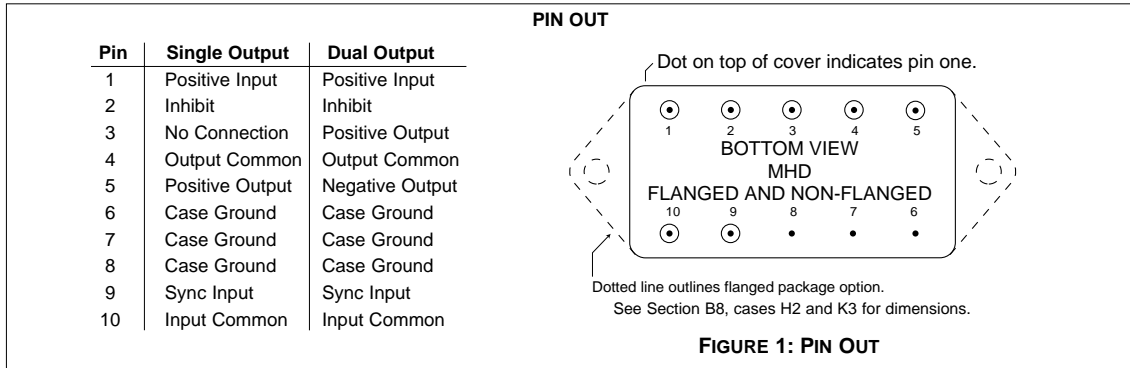 PIN OUT
Pin Single Output Dual Output
1 Positive Input Positive Input
2 Inhibit Inhibit
3 No Connection Positive Output
4 Output Common Output Common
5 Positive Output Negative Output
6 Case Ground Case Ground
7 Case Ground Case Ground
8 Case Ground Case Ground
9 Sync Input Sync Input
10 Input Common Input Common
Dot on top of cover indicates pin one.
1 2 3 4 5
BOTTOM VIEW
MHD
FLANGED AND NON-FLANGED
10 9 8 7 6
Dotted line outlines flanged package option.
See Section B8, cases H2 and K3 for dimensions.
FIGURE 1: PIN OUT